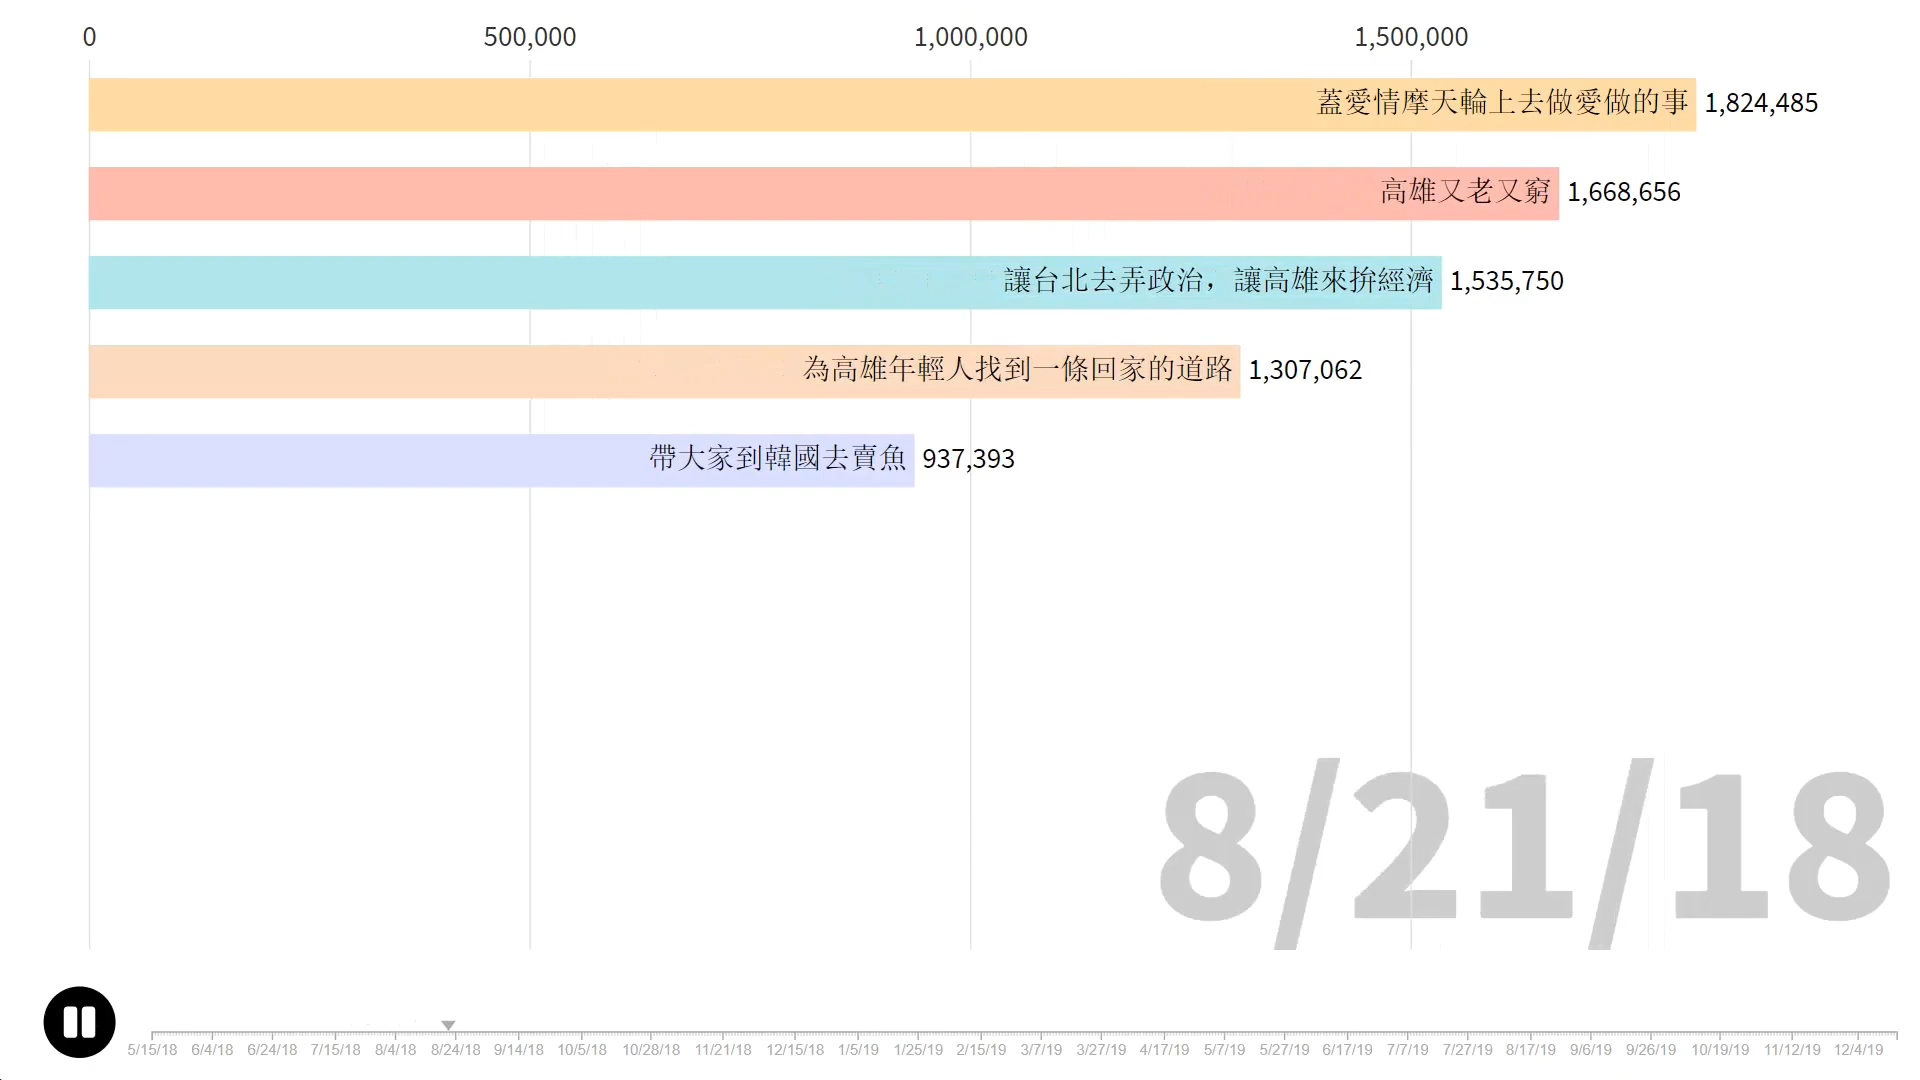 0 500,000 1,000,000 1,500,000
蓋愛情摩天輪上去做愛做的事 1,824,485
高雄又老又窮 1,668,656
讓台北去弄政治，讓高雄來拚經濟 1,535,750
為高雄年輕人找到一條回家的道路 1,307,062
帶大家到韓國去賣魚 937,393
8/21/18
5/15/18 6/4/18 6/24/18 7/15/18 8/4/18 8/24/18 9/14/18 10/5/18 10/28/18 11/21/18 12/15/18 1/5/19 1/25/19 2/15/19 3/7/19 3/27/19 4/17/19 5/7/19 5/27/19 6/17/19 7/7/19 7/27/19 8/17/19 9/6/19 9/26/19 10/19/19 11/12/19 12/4/19